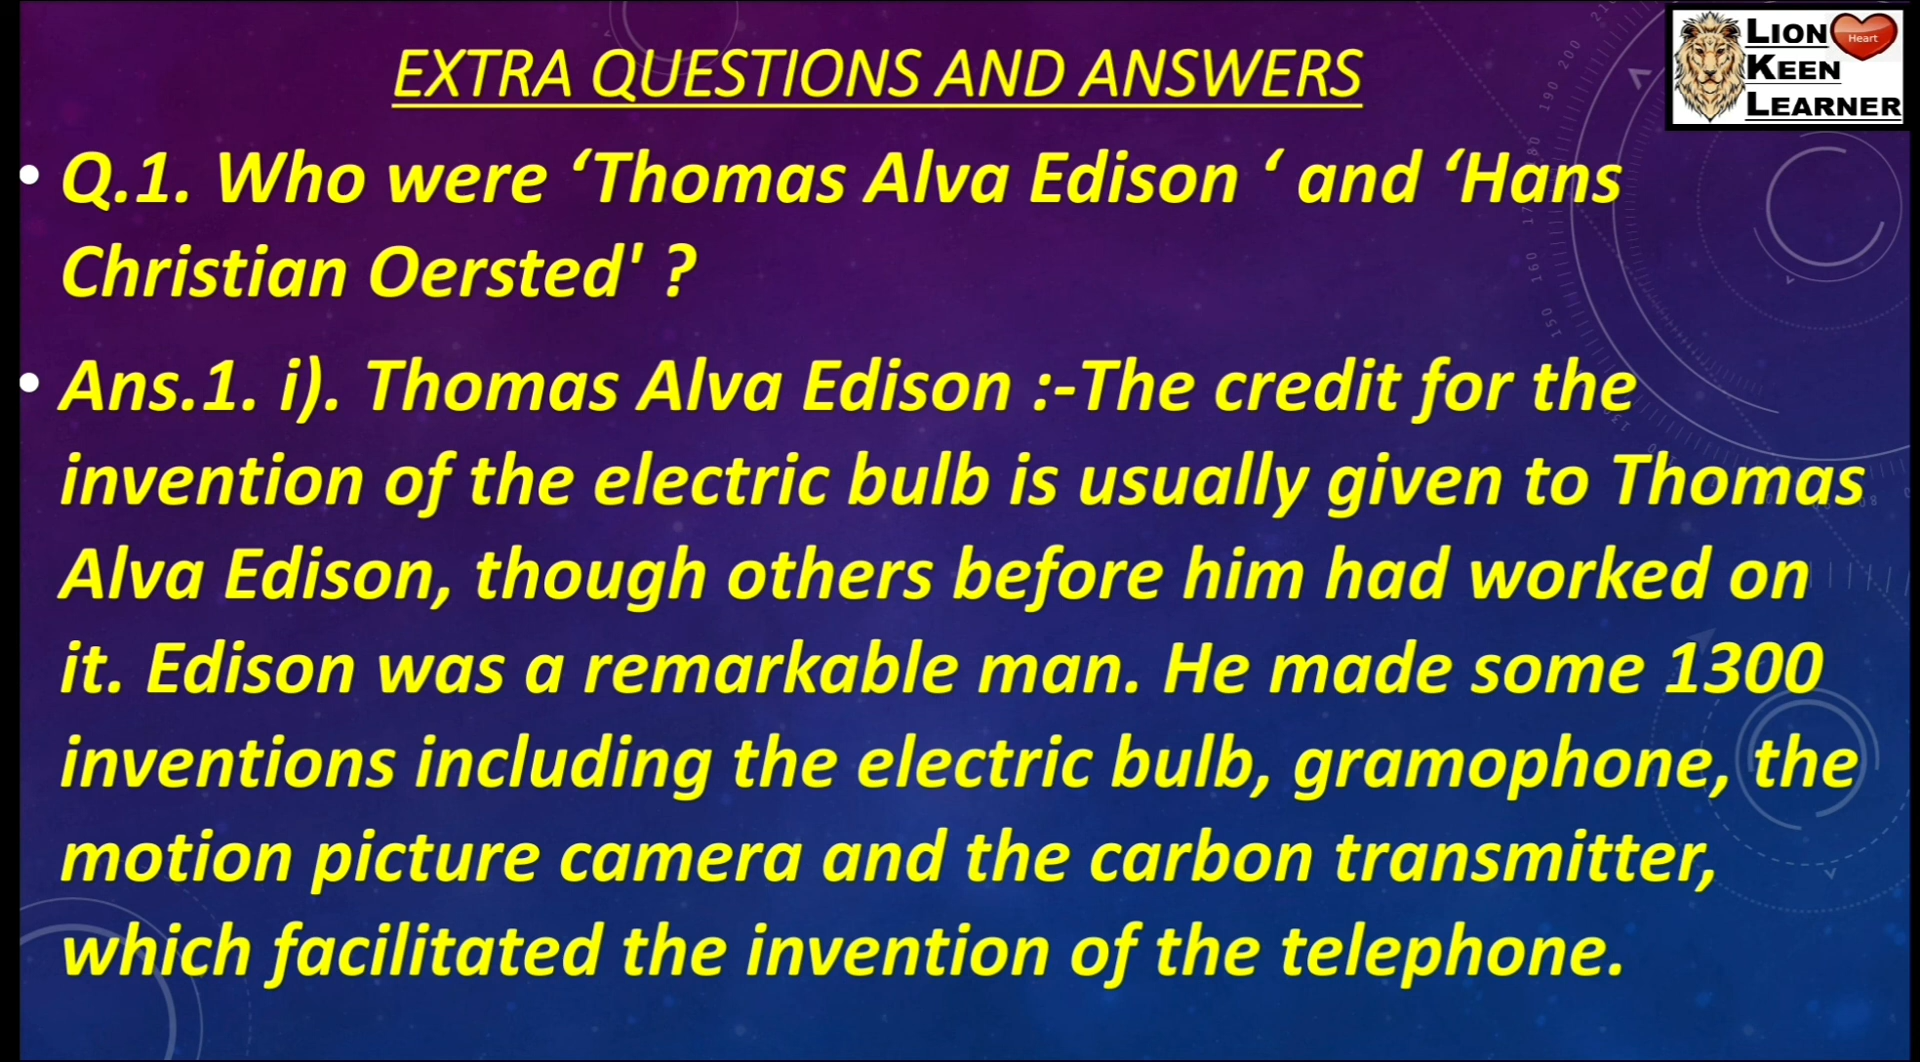 EXTRA QUESTIONS AND ANSWERS
LION Heart
KEEN
LEARNER
• Q.1. Who were ‘Thomas Alva Edison ‘ and ‘Hans
Christian Oersted' ?
• Ans.1. i). Thomas Alva Edison :-The credit for the
invention of the electric bulb is usually given to Thomas
Alva Edison, though others before him had worked on
it. Edison was a remarkable man. He made some 1300
inventions including the electric bulb, gramophone, the
motion picture camera and the carbon transmitter,
which facilitated the invention of the telephone.